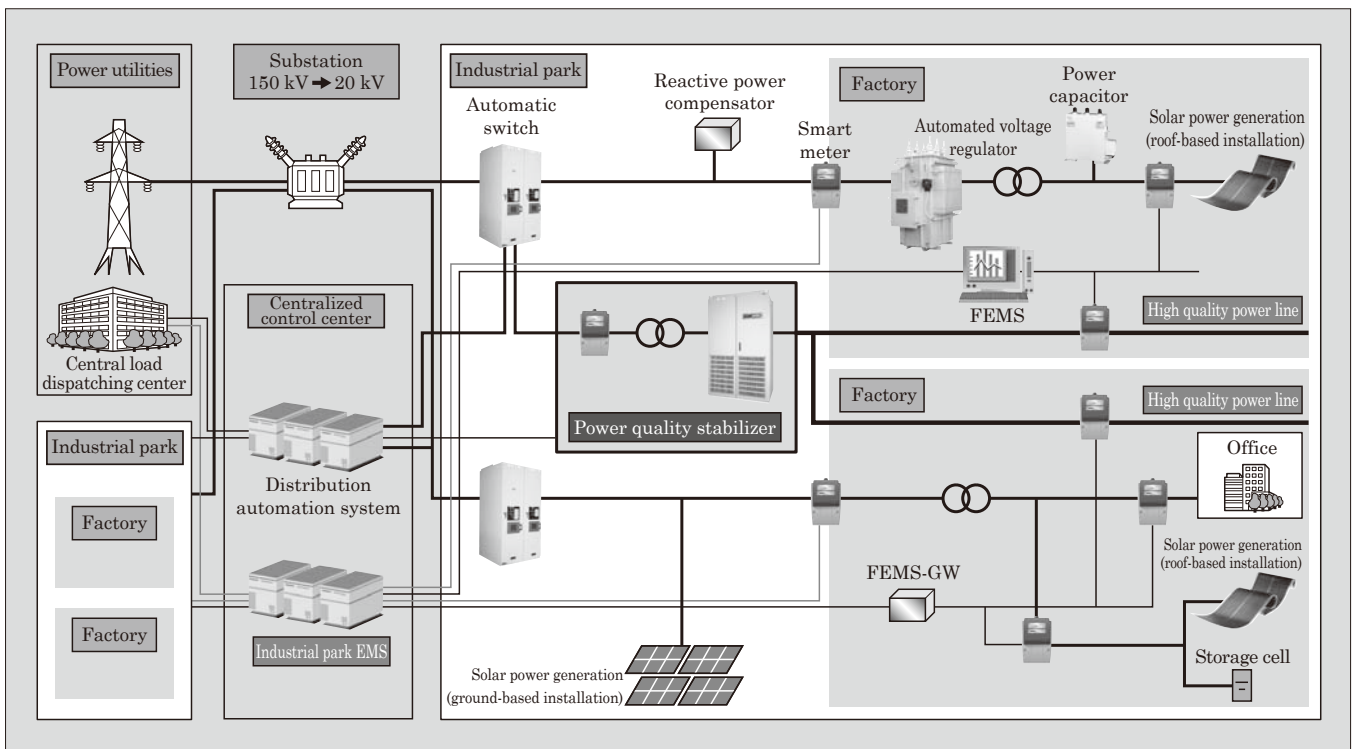 Power utilities
Central load
dispatching center
Industrial park
Factory
Factory
Substation
150 kV ➡ 20 kV
Centralized
control center
Distribution
automation system
Industrial park EMS
Industrial park
Automatic
switch
Reactive power
compensator
Smart
meter
Power quality stabilizer
Solar power generation
(ground-based installation)
Factory
Automated voltage
regulator
Power
capacitor
Solar power generation
(roof-based installation)
FEMS
High quality power line
Factory
High quality power line
Office
FEMS-GW
Solar power generation
(roof-based installation)
Storage cell